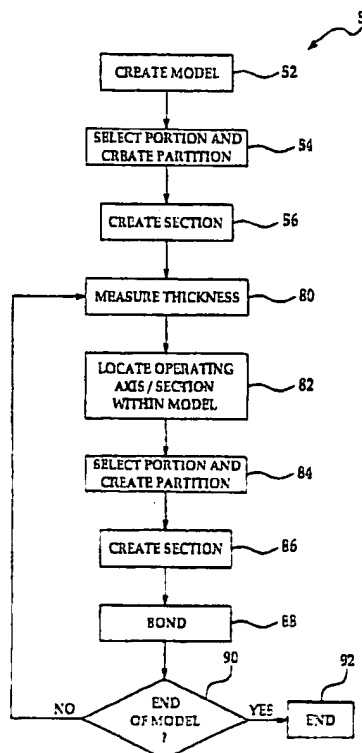 5
CREATE MODEL
52
SELECT PORTION AND
CREATE PARTITION
54
CREATE SECTION
56
MEASURE THICKNESS
80
LOCATE OPERATING
AXIS / SECTION
WITHIN MODEL
82
SELECT PORTION AND
CREATE PARTITION
84
CREATE SECTION
86
BOND
88
90
92
NO
END
OF MODEL
?
YES
END